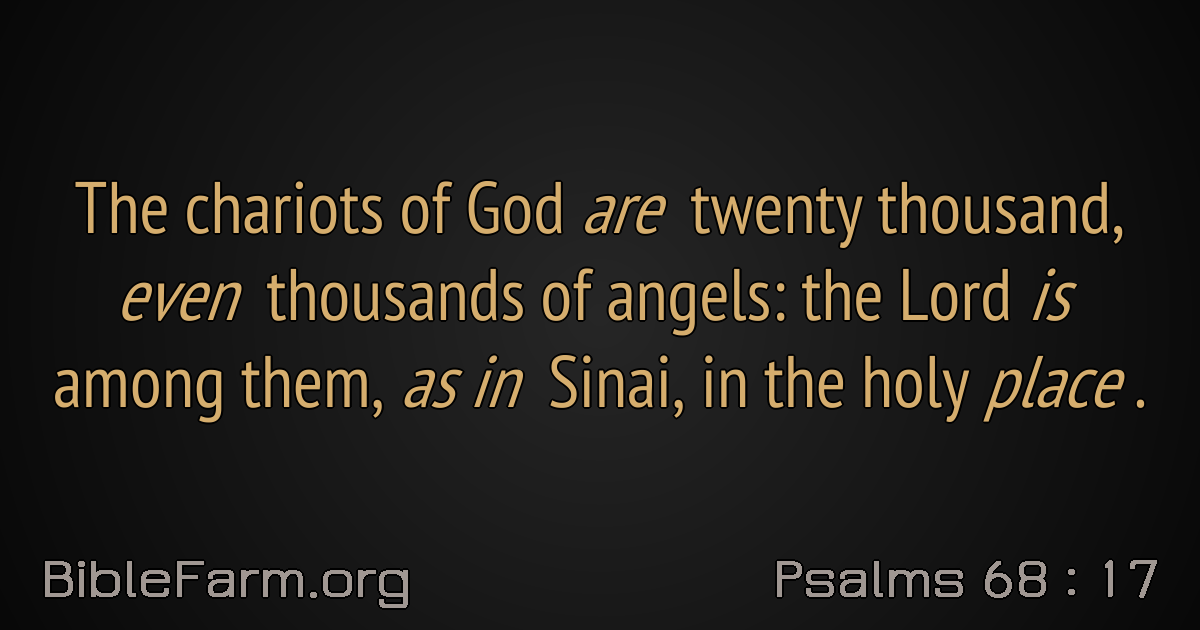 The chariots of God are twenty thousand,
even thousands of angels: the Lord is
among them, as in Sinai, in the holy place .
BibleFarm.org
Psalms 68 : 17